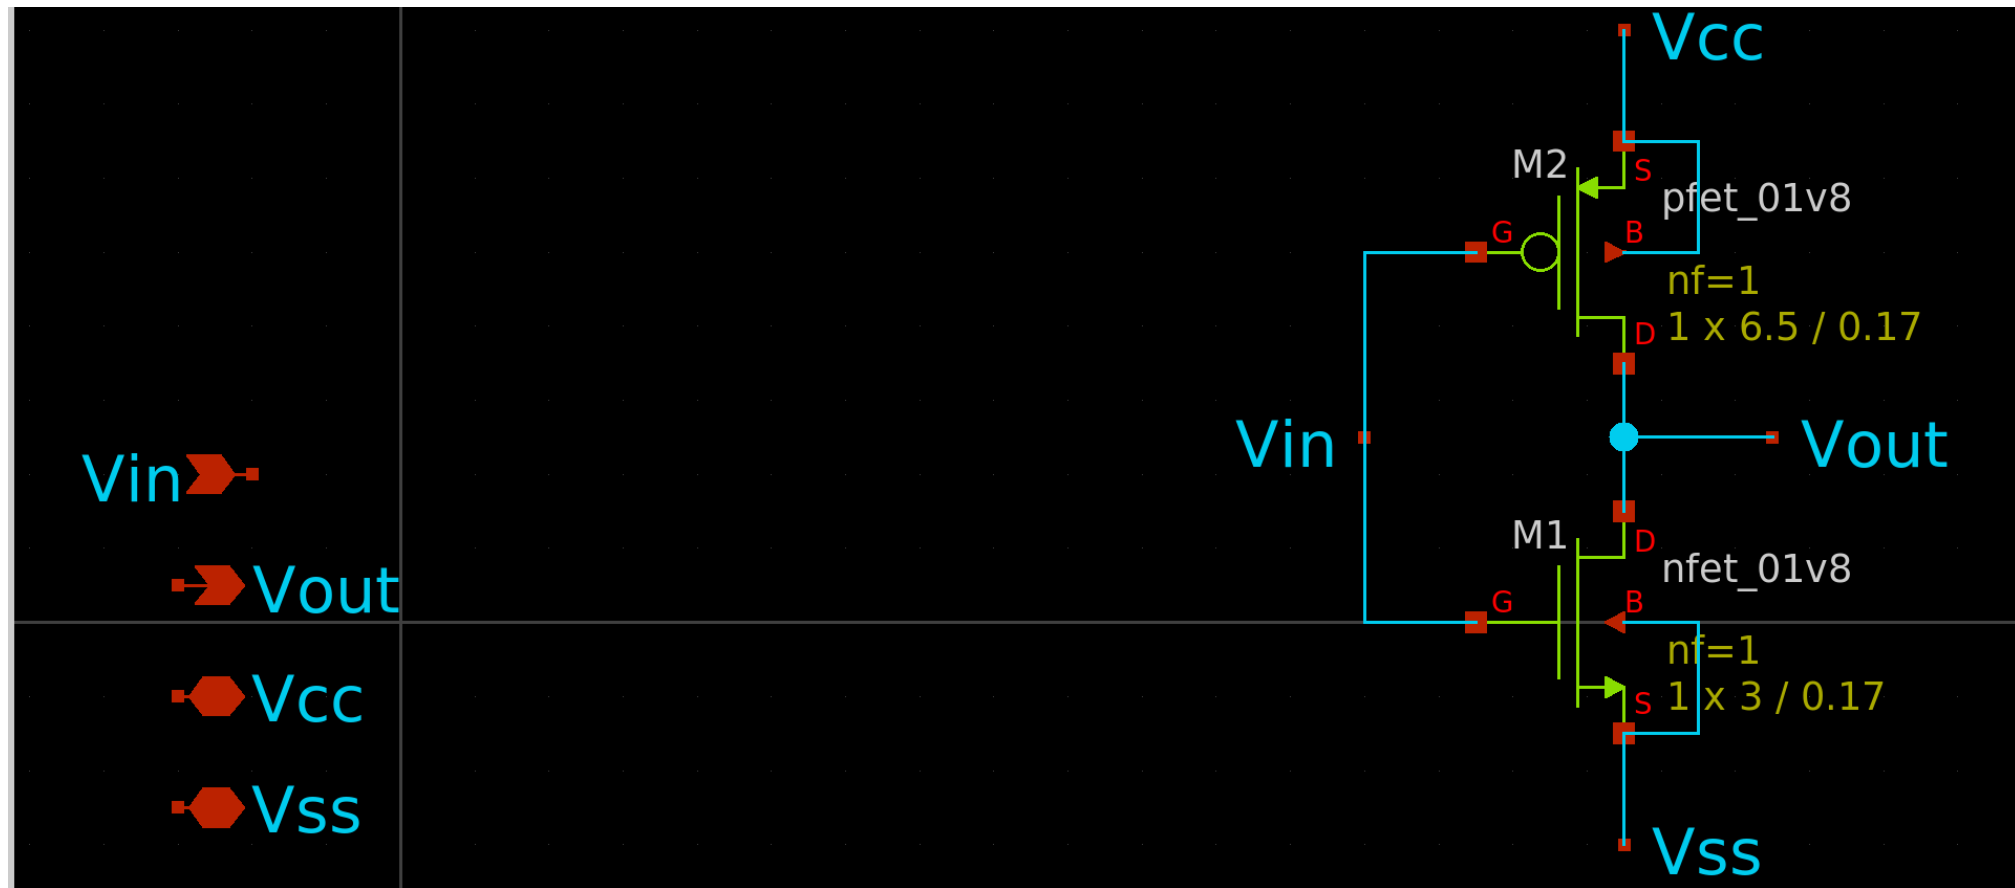 Vcc
M2
S
pfet_01v8
G
B
nf=1
D
1 x 6.5 / 0.17
Vin
Vout
Vin
M1
D
nfet_01v8
Vout
G
B
nf=1
S
1 x 3 / 0.17
Vcc
Vss
Vss